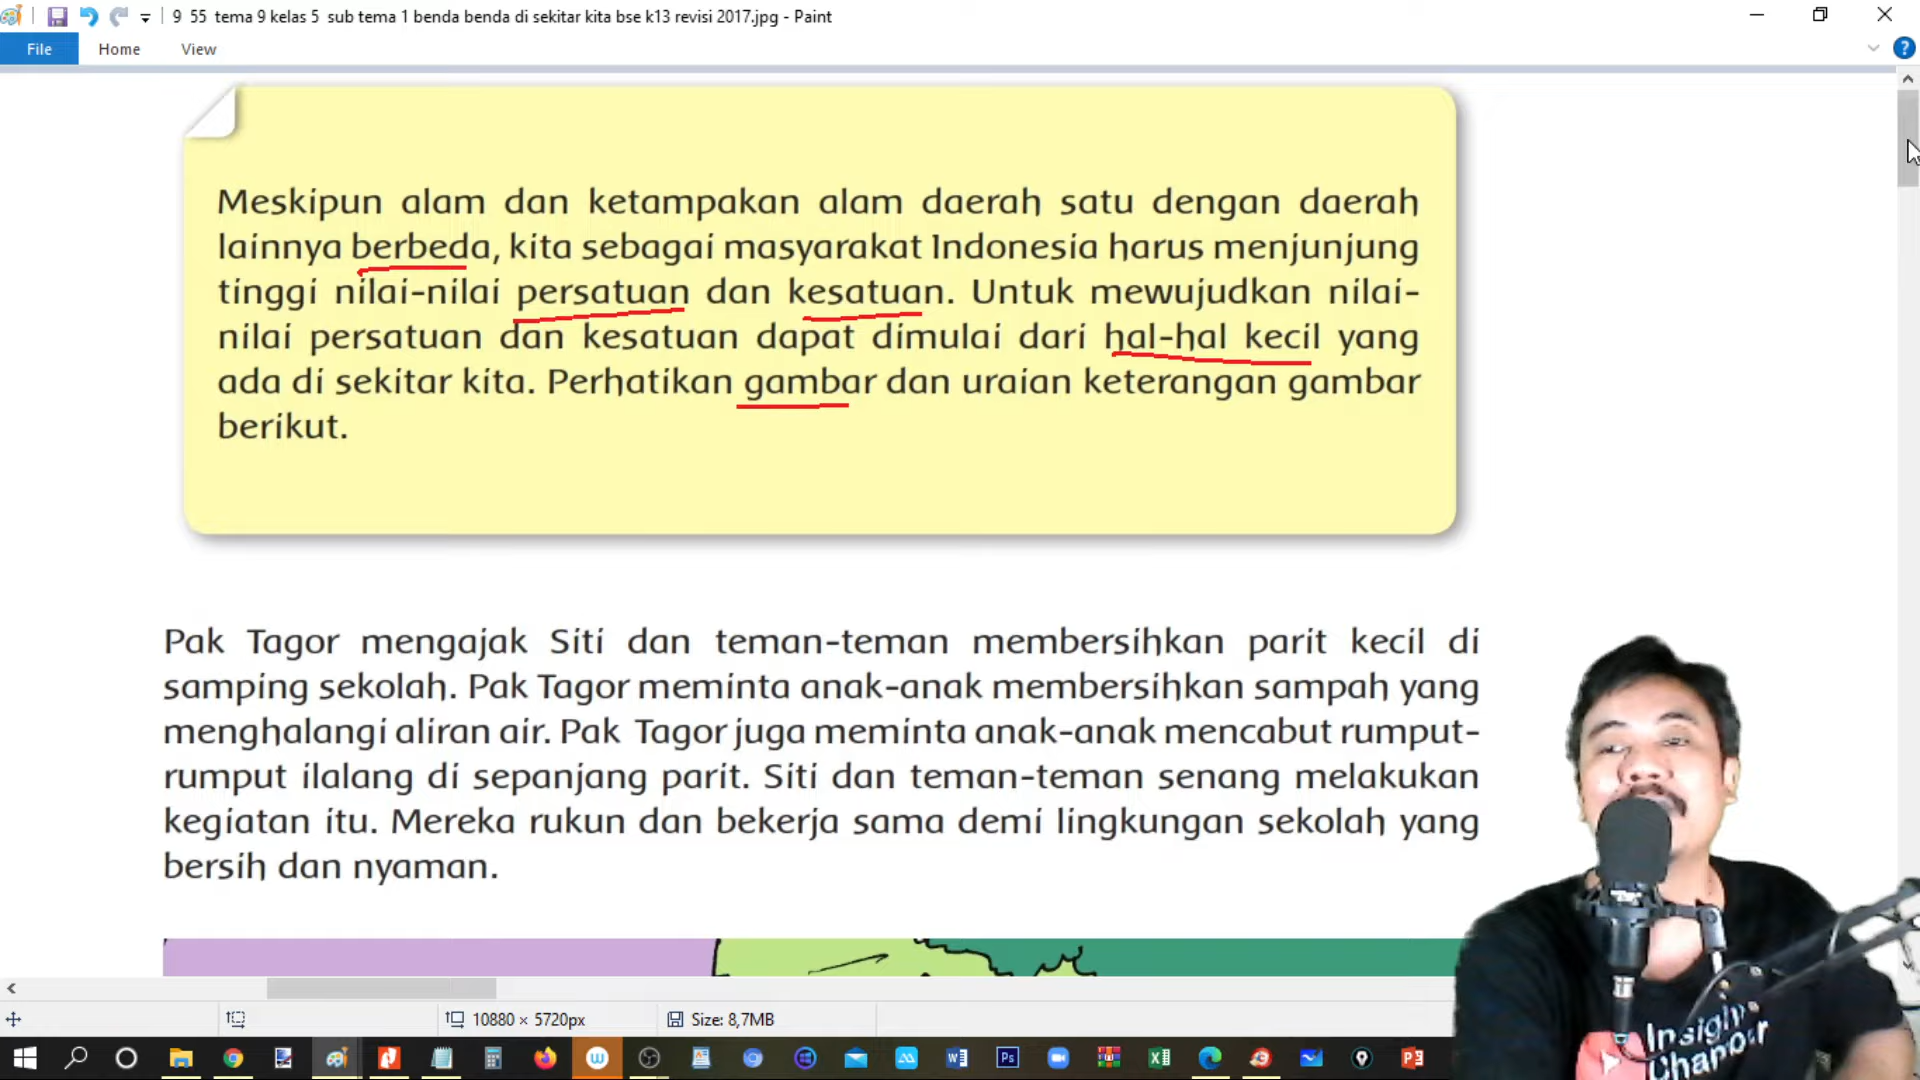 9 55 tema 9 kelas 5 sub tema 1 benda benda di sekitar kita bse k13 revisi 2017.jpg - Paint
File Home View
Meskipun alam dan ketampakan alam daerah satu dengan daerah
lainnya berbeda, kita sebagai masyarakat Indonesia harus menjunjung
tinggi nilai-nilai persatuan dan kesatuan. Untuk mewujudkan nilai-
nilai persatuan dan kesatuan dapat dimulai dari hal-hal kecil yang
ada di sekitar kita. Perhatikan gambar dan uraian keterangan gambar
berikut.
Pak Tagor mengajak Siti dan teman-teman membersihkan parit kecil di
samping sekolah. Pak Tagor meminta anak-anak membersihkan sampah yang
menghalangi aliran air. Pak Tagor juga meminta anak-anak mencabut rumput-
rumput ilalang di sepanjang parit. Siti dan teman-teman senang melakukan
kegiatan itu. Mereka rukun dan bekerja sama demi lingkungan sekolah yang
bersih dan nyaman.
10880 × 5720px Size: 8,7MB
Insight